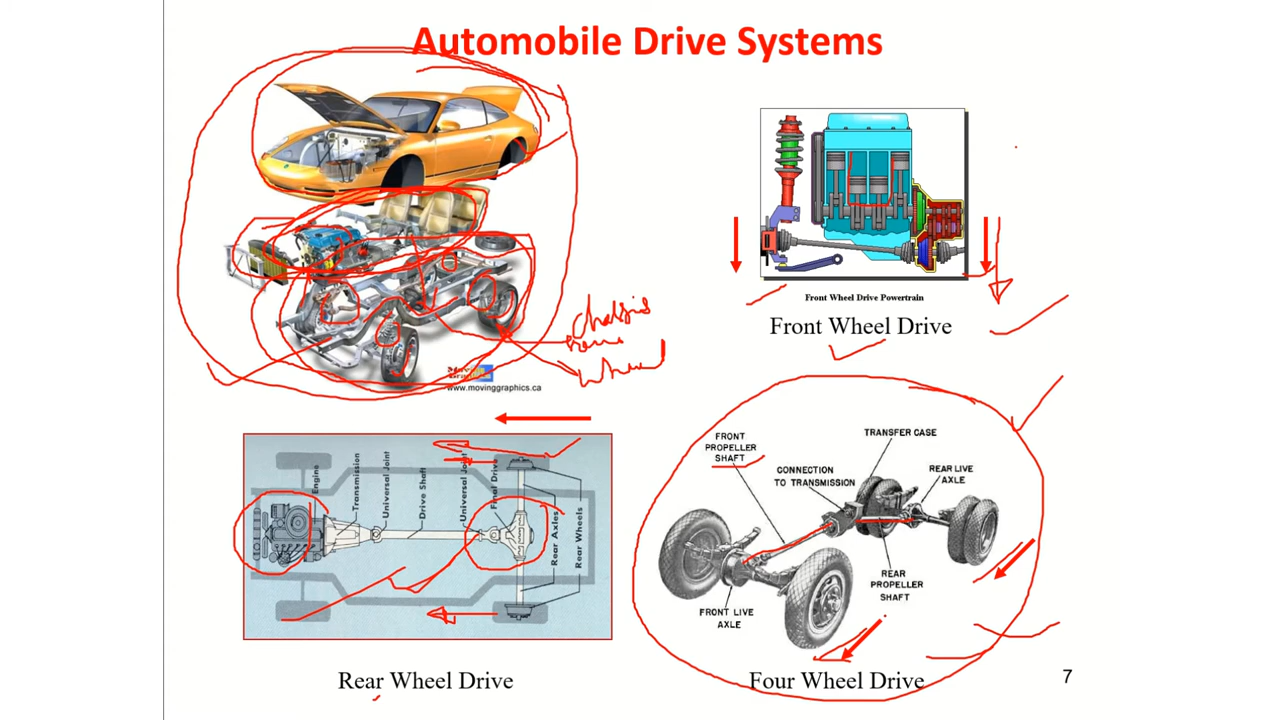 Automobile Drive Systems
Chassis
wheel
www.movinggraphics.ca
Front Wheel Drive Powertrain
Front Wheel Drive
Engine
Transmission
Universal Joint
Drive Shaft
Universal Joint
Final Drive
Rear Axles
Rear Wheels
Rear Wheel Drive
FRONT
PROPELLER
SHAFT
TRANSFER CASE
CONNECTION
TO TRANSMISSION
REAR LIVE
AXLE
REAR
PROPELLER
SHAFT
FRONT LIVE
AXLE
Four Wheel Drive
7